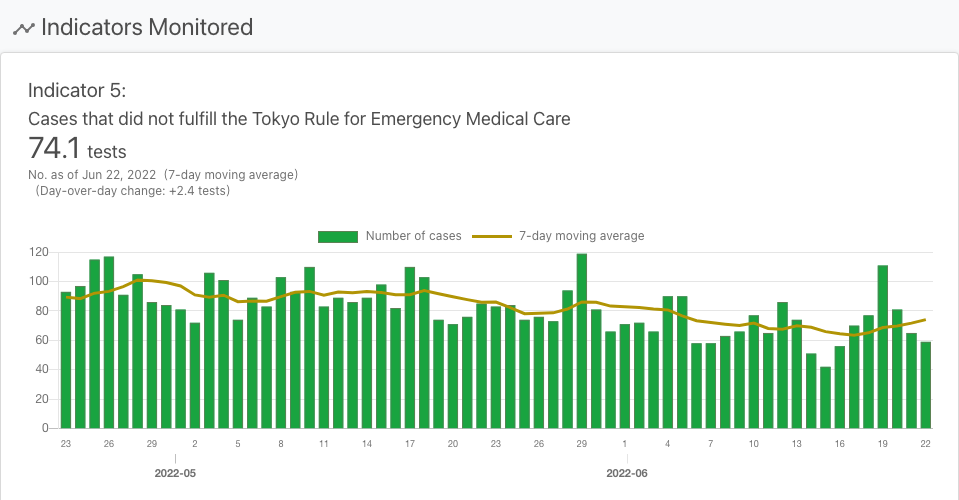 Indicators Monitored
Indicator 5:
Cases that did not fulfill the Tokyo Rule for Emergency Medical Care
74.1 tests
No. as of Jun 22, 2022 (7-day moving average)
(Day-over-day change: +2.4 tests)
Number of cases 7-day moving average
120
100
80
60
40
20
0
23 26 29 2 5 8 11 14 17 20 23 26 29 1 4 7 10 13 16 19 22
2022-05 2022-06